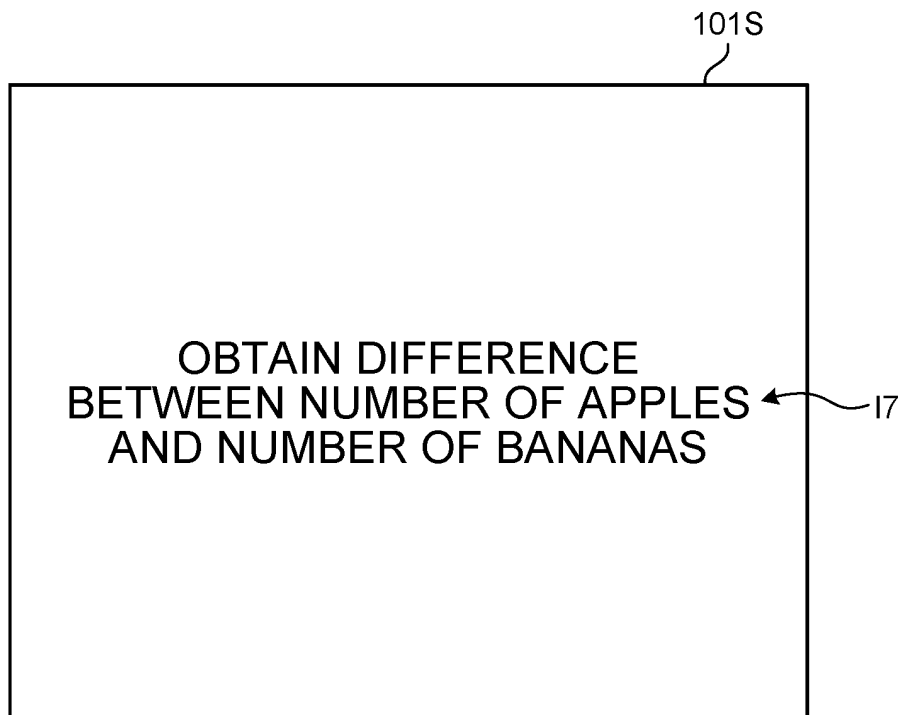 101S
OBTAIN DIFFERENCE
BETWEEN NUMBER OF APPLES
AND NUMBER OF BANANAS
I7